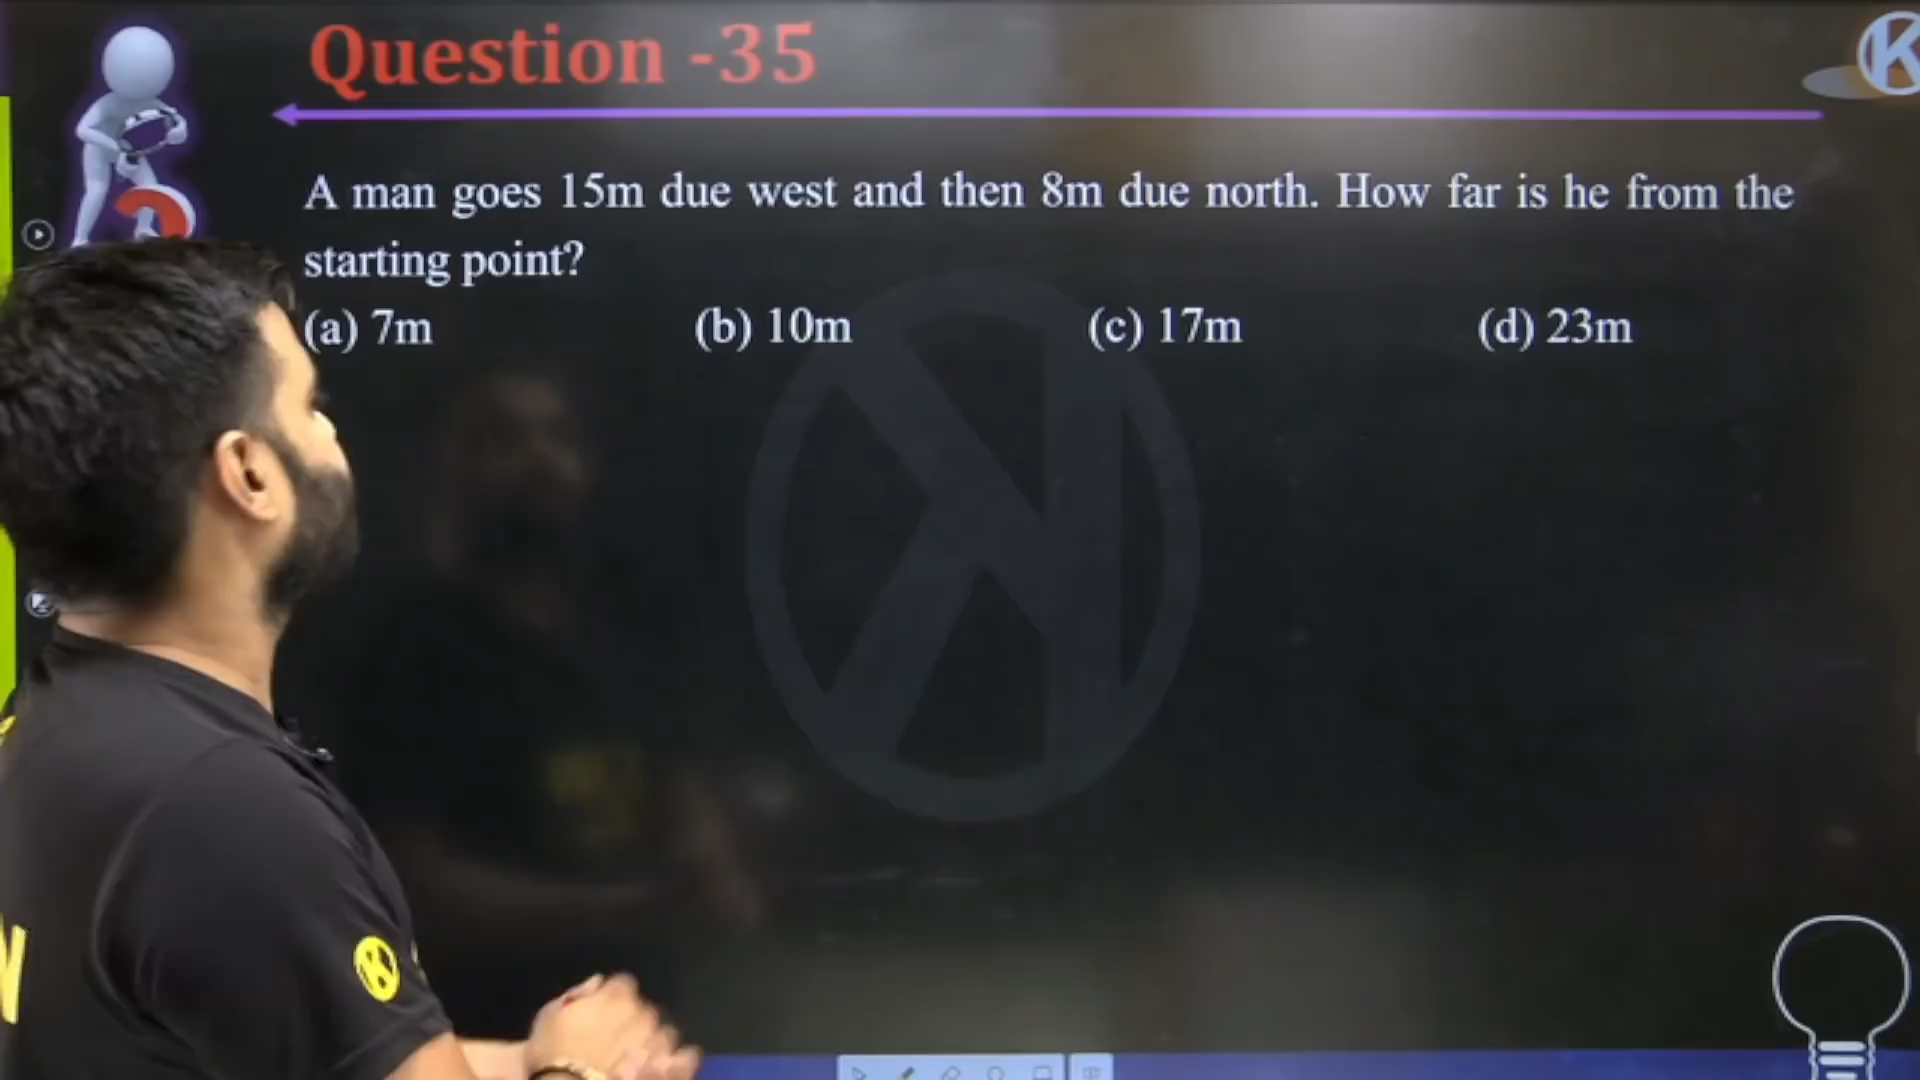 Question -35
A man goes 15m due west and then 8m due north. How far is he from the
starting point?
(a) 7m (b) 10m (c) 17m (d) 23m